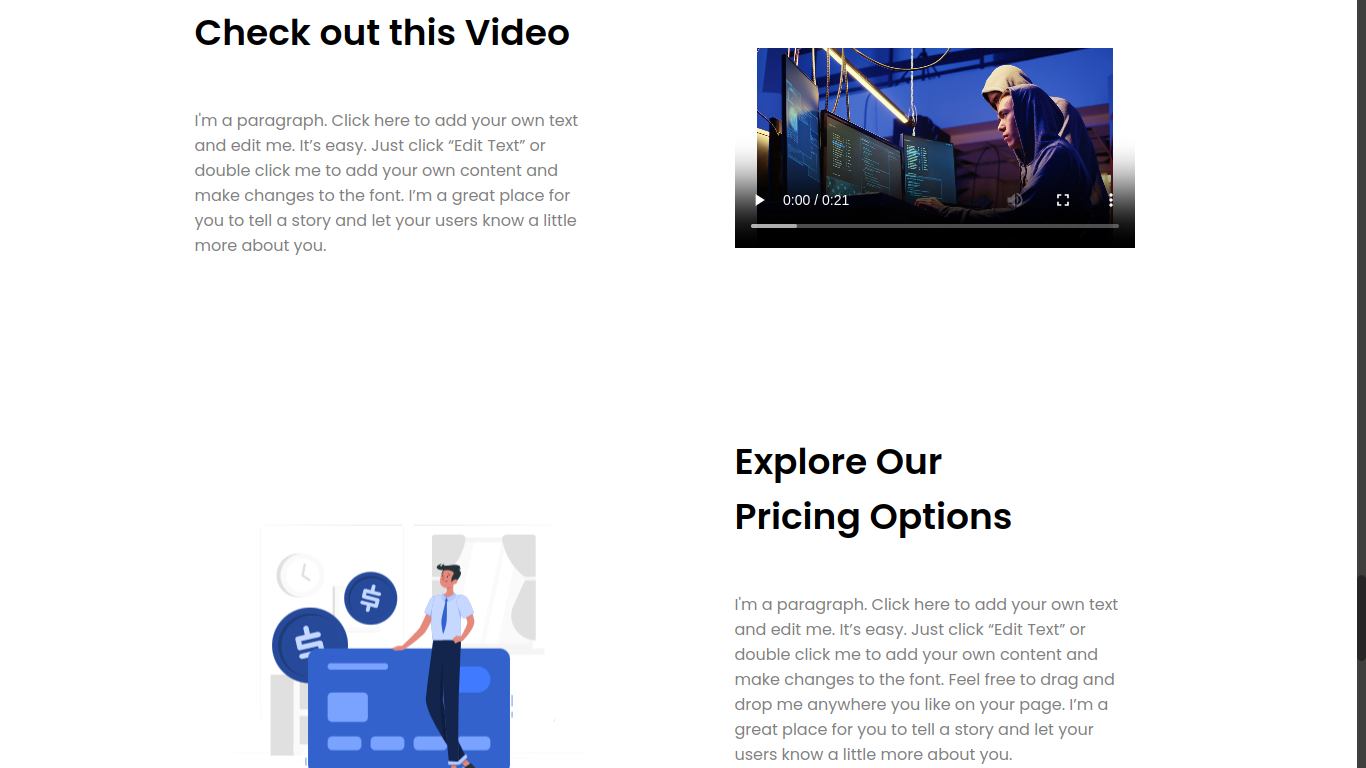 Check out this Video
I'm a paragraph. Click here to add your own text
and edit me. It’s easy. Just click “Edit Text” or
double click me to add your own content and
make changes to the font. I’m a great place for
you to tell a story and let your users know a little
more about you.
0:00 / 0:21
Explore Our
Pricing Options
I'm a paragraph. Click here to add your own text
and edit me. It’s easy. Just click “Edit Text” or
double click me to add your own content and
make changes to the font. Feel free to drag and
drop me anywhere you like on your page. I’m a
great place for you to tell a story and let your
users know a little more about you.